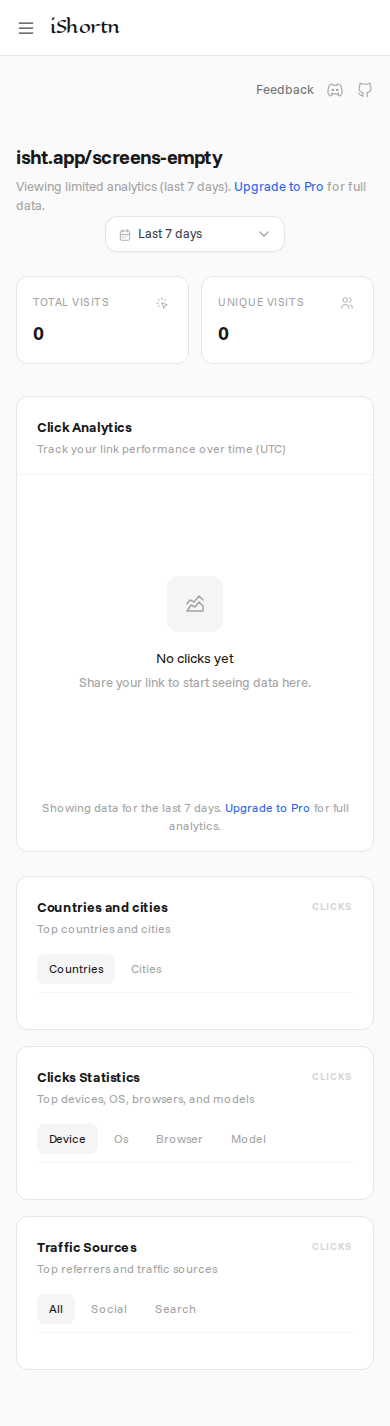 iShortn
Feedback
isht.app/screens-empty
Viewing limited analytics (last 7 days). Upgrade to Pro for full
data.
Last 7 days
TOTAL VISITS
0
UNIQUE VISITS
0
Click Analytics
Track your link performance over time (UTC)
No clicks yet
Share your link to start seeing data here.
Showing data for the last 7 days. Upgrade to Pro for full
analytics.
Countries and cities
CLICKS
Top countries and cities
Countries Cities
Clicks Statistics
CLICKS
Top devices, OS, browsers, and models
Device Os Browser Model
Traffic Sources
CLICKS
Top referrers and traffic sources
All Social Search